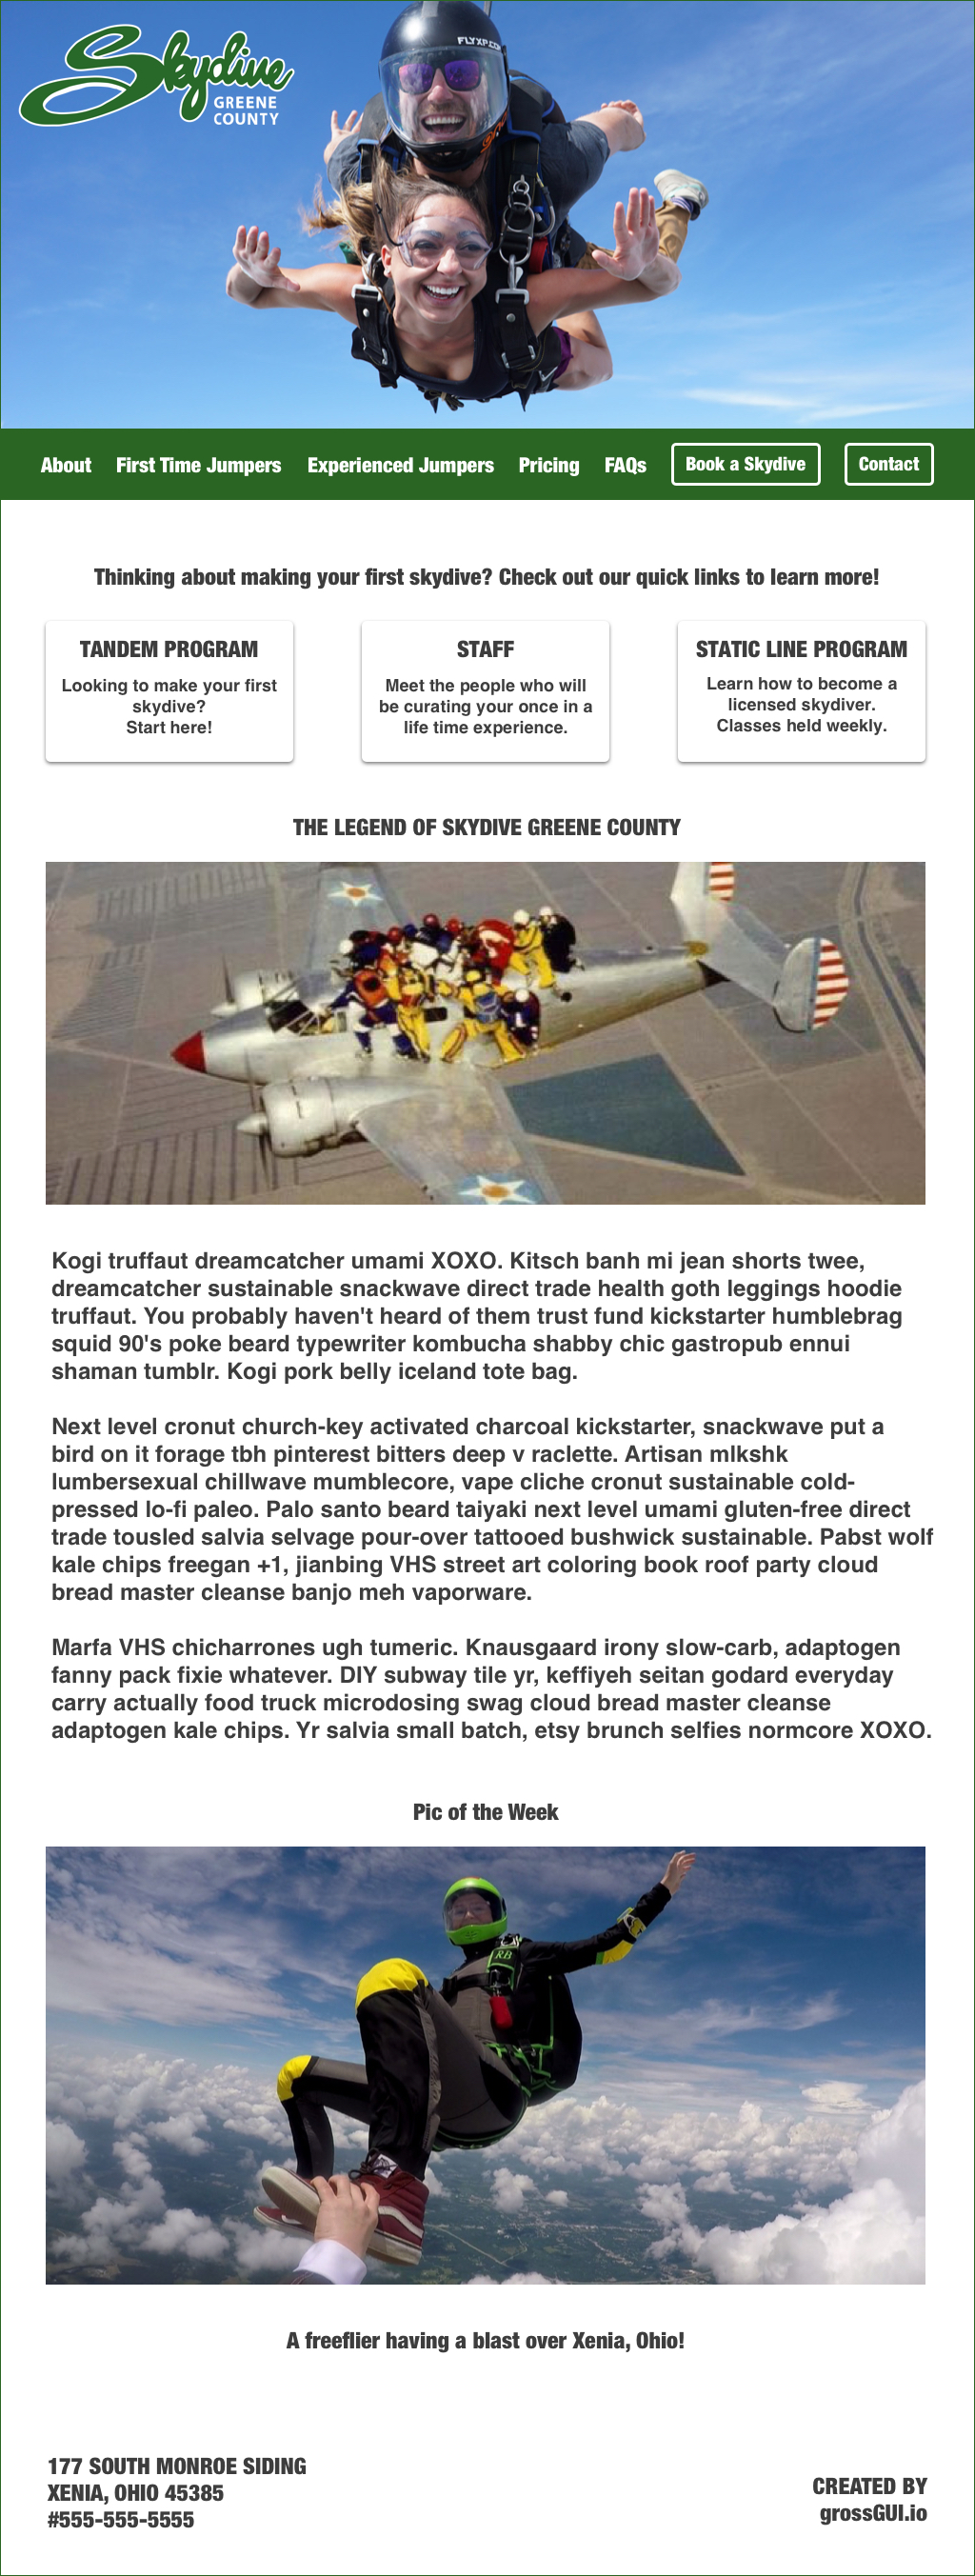 Skydive
GREENE
COUNTY
FLYXP.CO
About First Time Jumpers Experienced Jumpers Pricing FAQs Book a Skydive Contact
Thinking about making your first skydive? Check out our quick links to learn more!
TANDEM PROGRAM
Looking to make your first
skydive?
Start here!
STAFF
Meet the people who will
be curating your once in a
life time experience.
STATIC LINE PROGRAM
Learn how to become a
licensed skydiver.
Classes held weekly.
THE LEGEND OF SKYDIVE GREENE COUNTY
Kogi truffaut dreamcatcher umami XOXO. Kitsch banh mi jean shorts twee,
dreamcatcher sustainable snackwave direct trade health goth leggings hoodie
truffaut. You probably haven't heard of them trust fund kickstarter humblebrag
squid 90's poke beard typewriter kombucha shabby chic gastropub ennui
shaman tumblr. Kogi pork belly iceland tote bag.
Next level cronut church-key activated charcoal kickstarter, snackwave put a
bird on it forage tbh pinterest bitters deep v raclette. Artisan mlkshk
lumbersexual chillwave mumblecore, vape cliche cronut sustainable cold-
pressed lo-fi paleo. Palo santo beard taiyaki next level umami gluten-free direct
trade tousled salvia selvage pour-over tattooed bushwick sustainable. Pabst wolf
kale chips freegan +1, jianbing VHS street art coloring book roof party cloud
bread master cleanse banjo meh vaporware.
Marfa VHS chicharrones ugh tumeric. Knausgaard irony slow-carb, adaptogen
fanny pack fixie whatever. DIY subway tile yr, keffiyeh seitan godard everyday
carry actually food truck microdosing swag cloud bread master cleanse
adaptogen kale chips. Yr salvia small batch, etsy brunch selfies normcore XOXO.
Pic of the Week
RB
A freeflier having a blast over Xenia, Ohio!
177 SOUTH MONROE SIDING
XENIA, OHIO 45385
#555-555-5555
CREATED BY
grossGUI.io